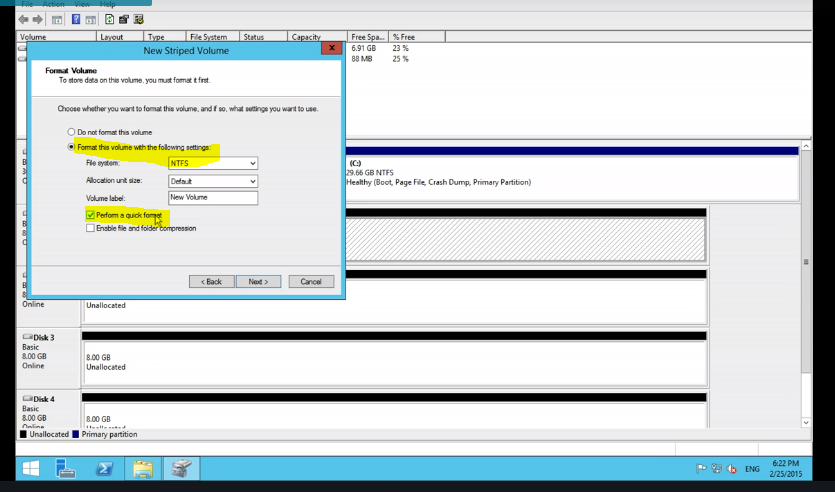 File Action View Help
Volume Layout Type File System Status Capacity Free Spa... % Free
6.91 GB 23 %
88 MB 25 %
New Striped Volume
x
Format Volume
To store data on this volume, you must format it first.
Choose whether you want to format this volume, and if so, what settings you want to use.
Do not format this volume
Format this volume with the following settings:
File system: NTFS
Allocation unit size: Default
Volume label: New Volume
Perform a quick format
Enable file and folder compression
< Back Next > Cancel
(C:)
29.66 GB NTFS
Healthy (Boot, Page File, Crash Dump, Primary Partition)
Online
Unallocated
Disk 3
Basic
8.00 GB
Online
8.00 GB
Unallocated
Disk 4
Basic
8.00 GB
Online
8.00 GB
Unallocated
Unallocated Primary partition
ENG
6:22 PM
2/25/2015